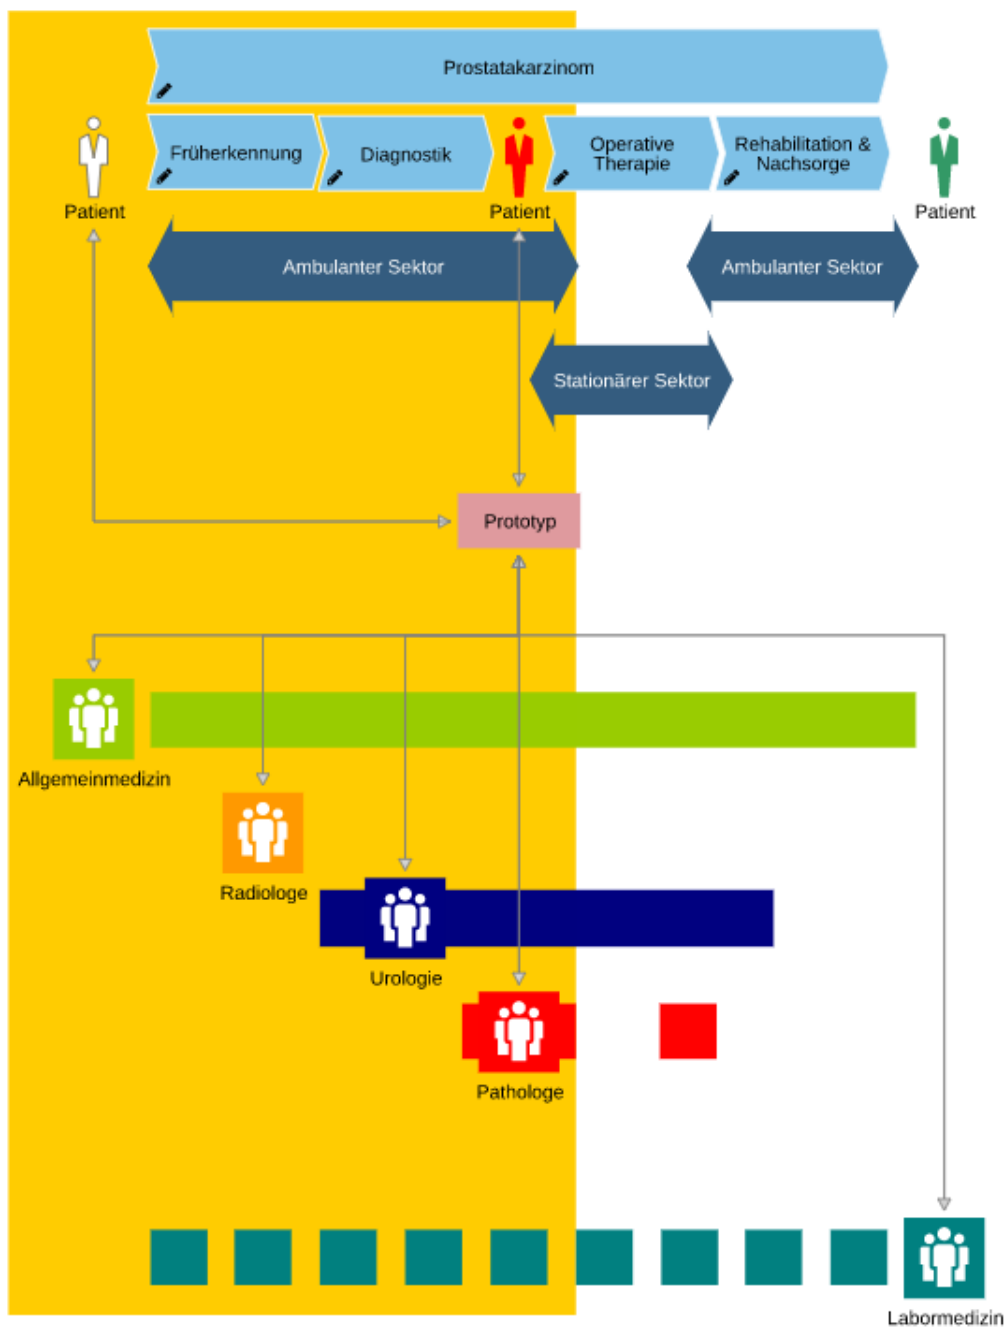 Prostatakarzinom
Früherkennung
Diagnostik
Operative
Therapie
Rehabilitation &
Nachsorge
Patient
Patient
Patient
Ambulanter Sektor
Ambulanter Sektor
Stationärer Sektor
Prototyp
Allgemeinmedizin
Radiologe
Urologie
Pathologe
Labormedizin